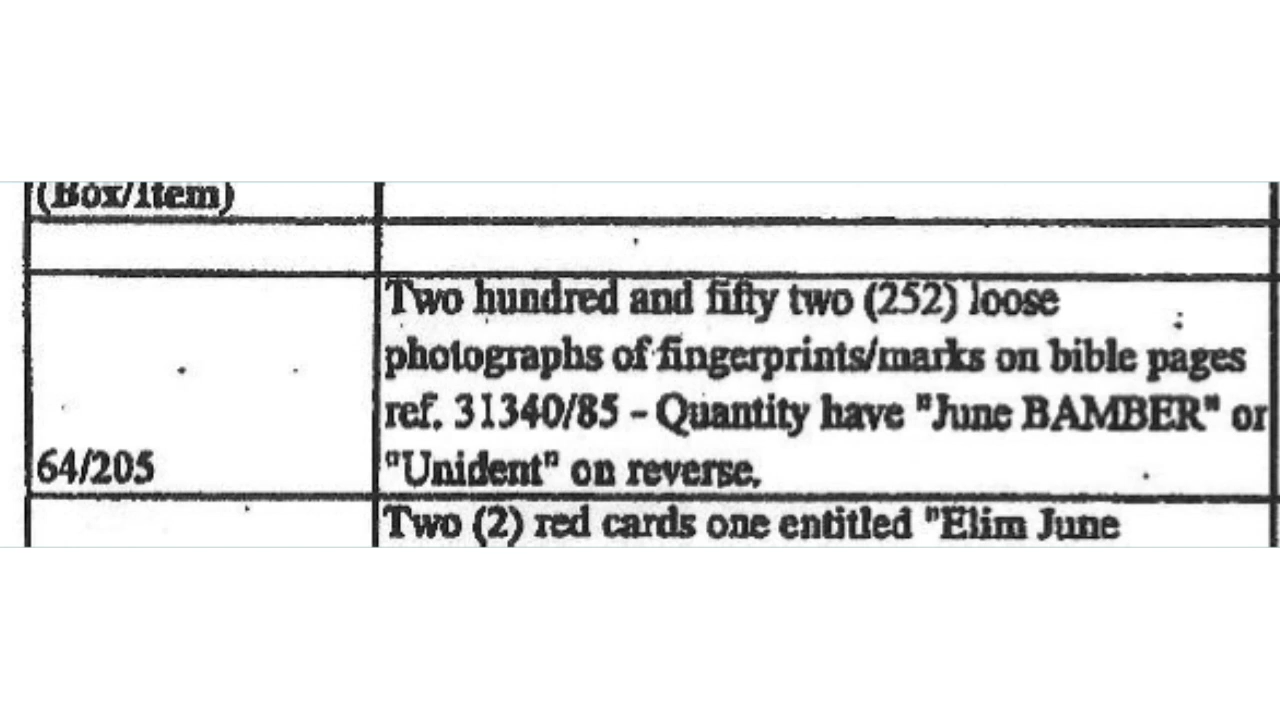 (Box/Item)
Two hundred and fifty two (252) loose
photographs of fingerprints/marks on bible pages
ref. 31340/85 - Quantity have "June BAMBER" or
64/205
"Unident" on reverse.
Two (2) red cards one entitled "Elim June